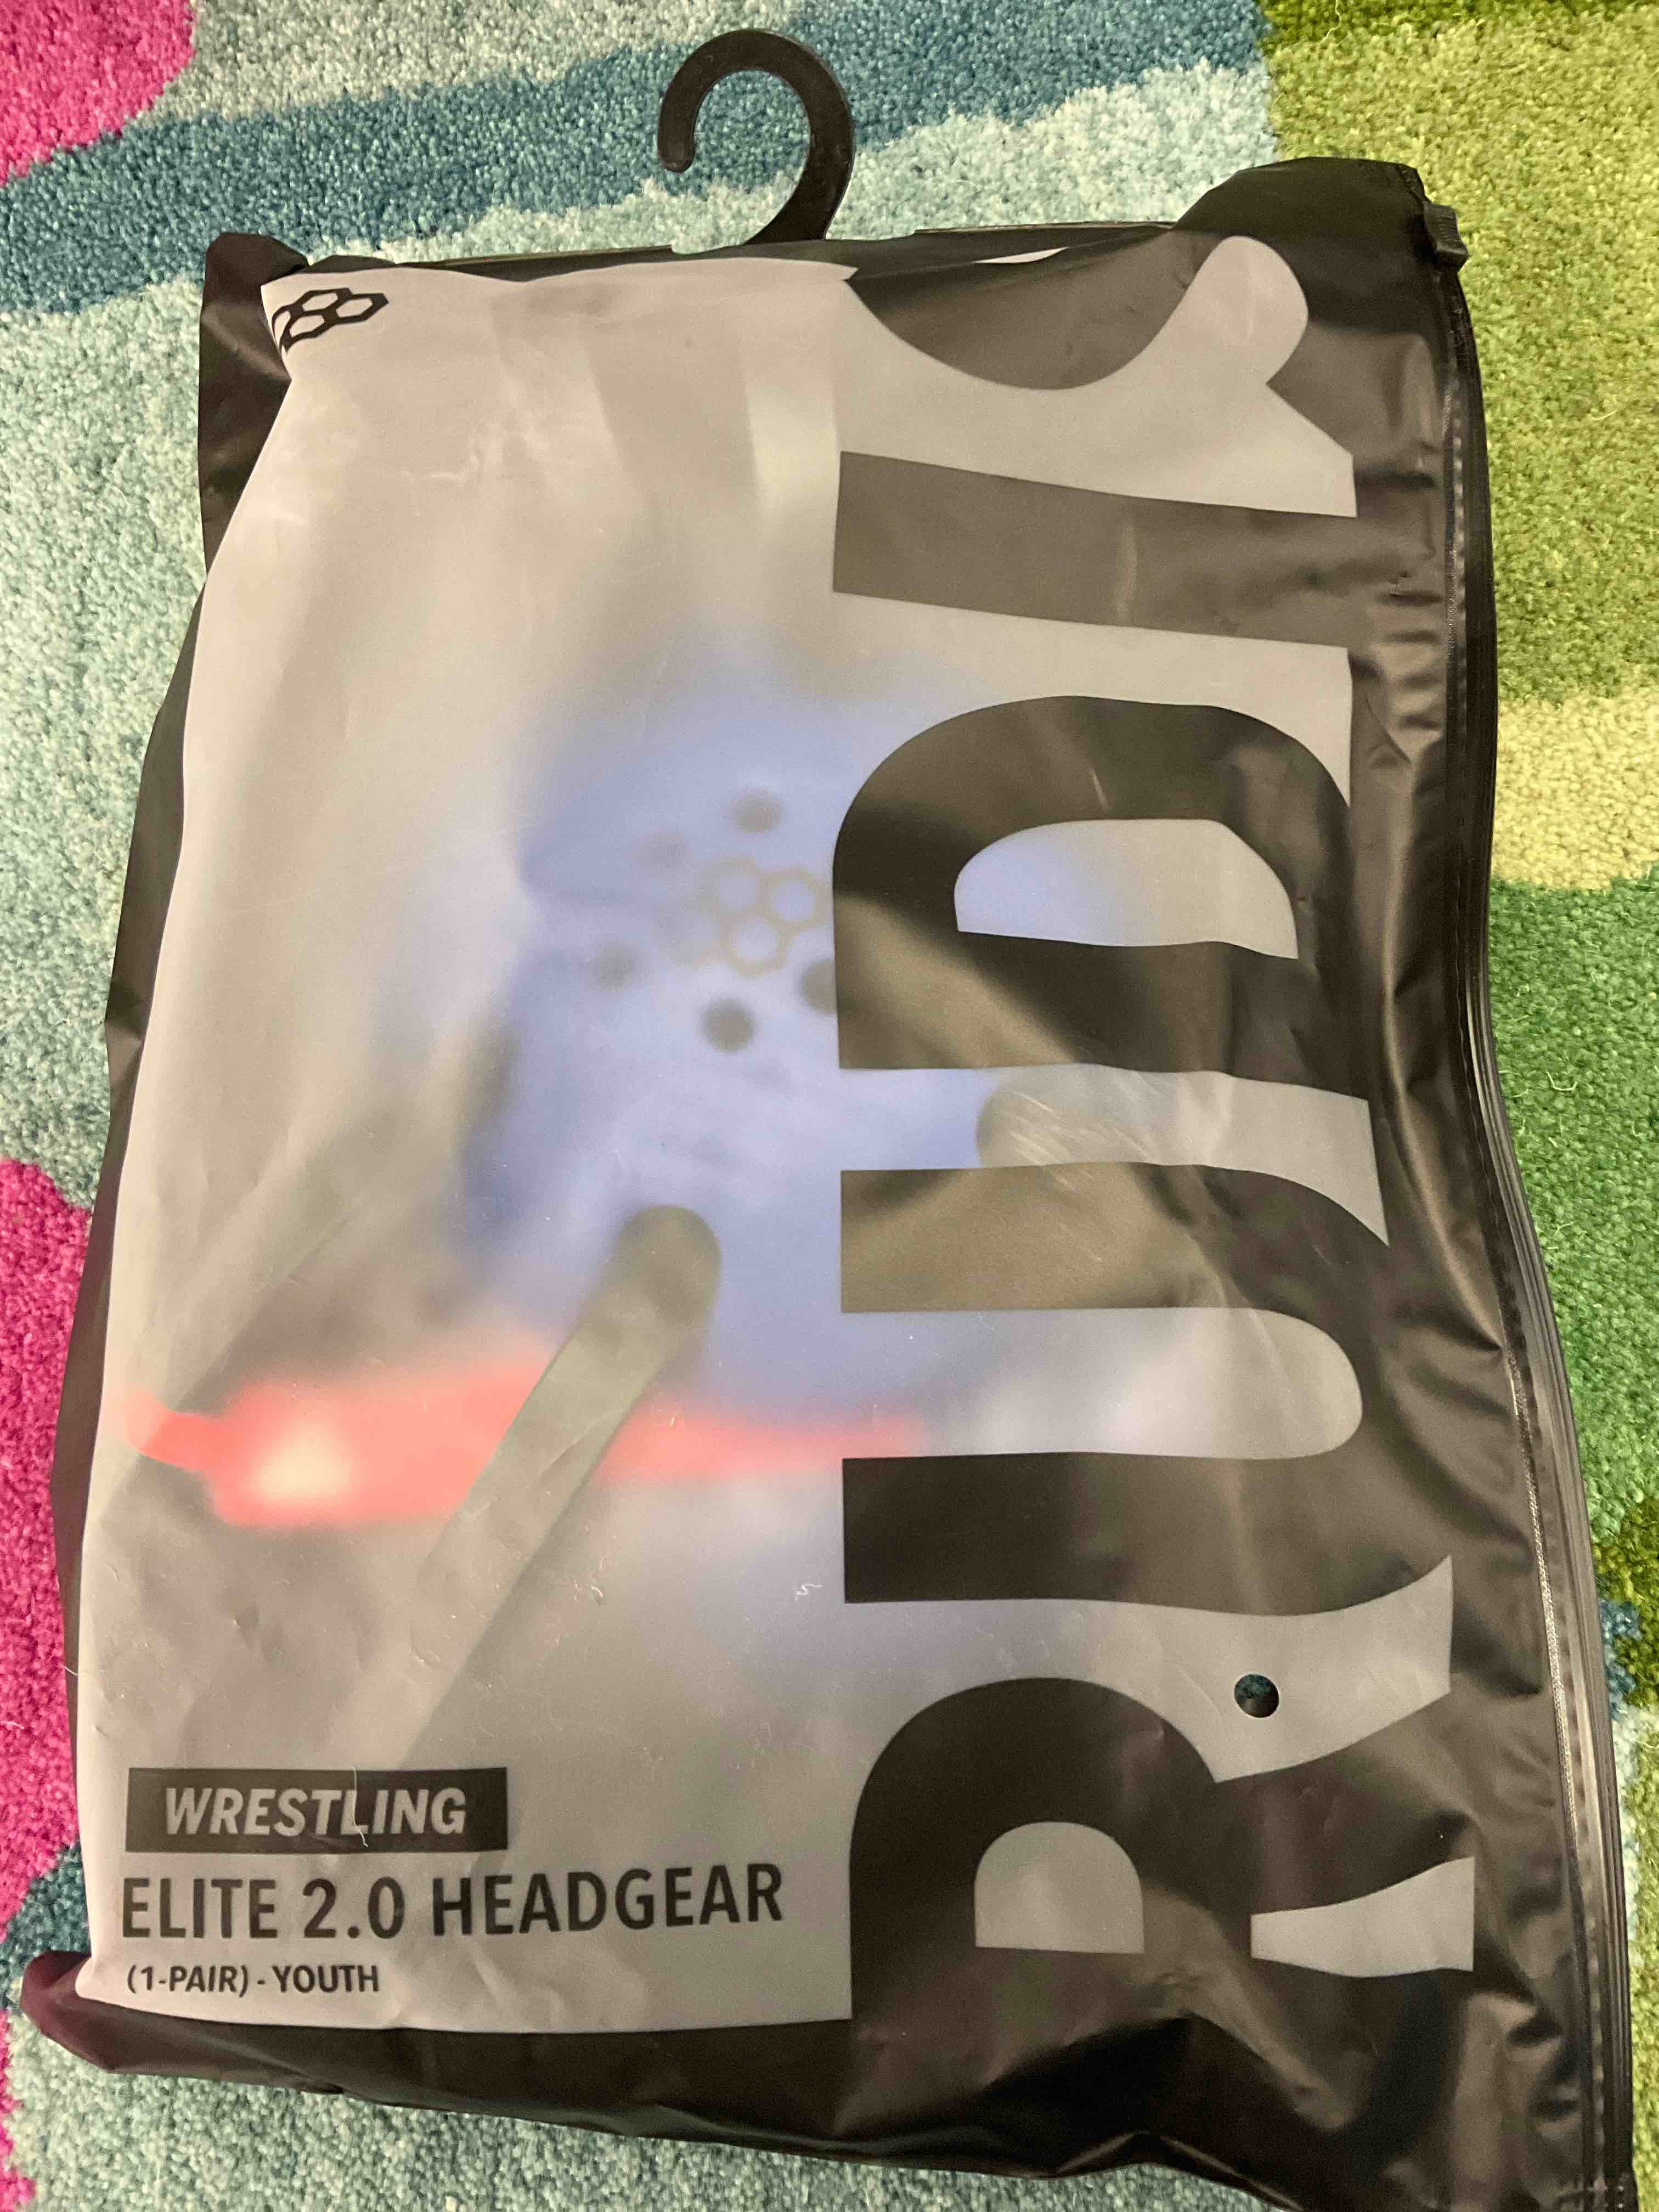 RUDIS
WRESTLING
ELITE 2.0 HEADGEAR
(1-PAIR) - YOUTH